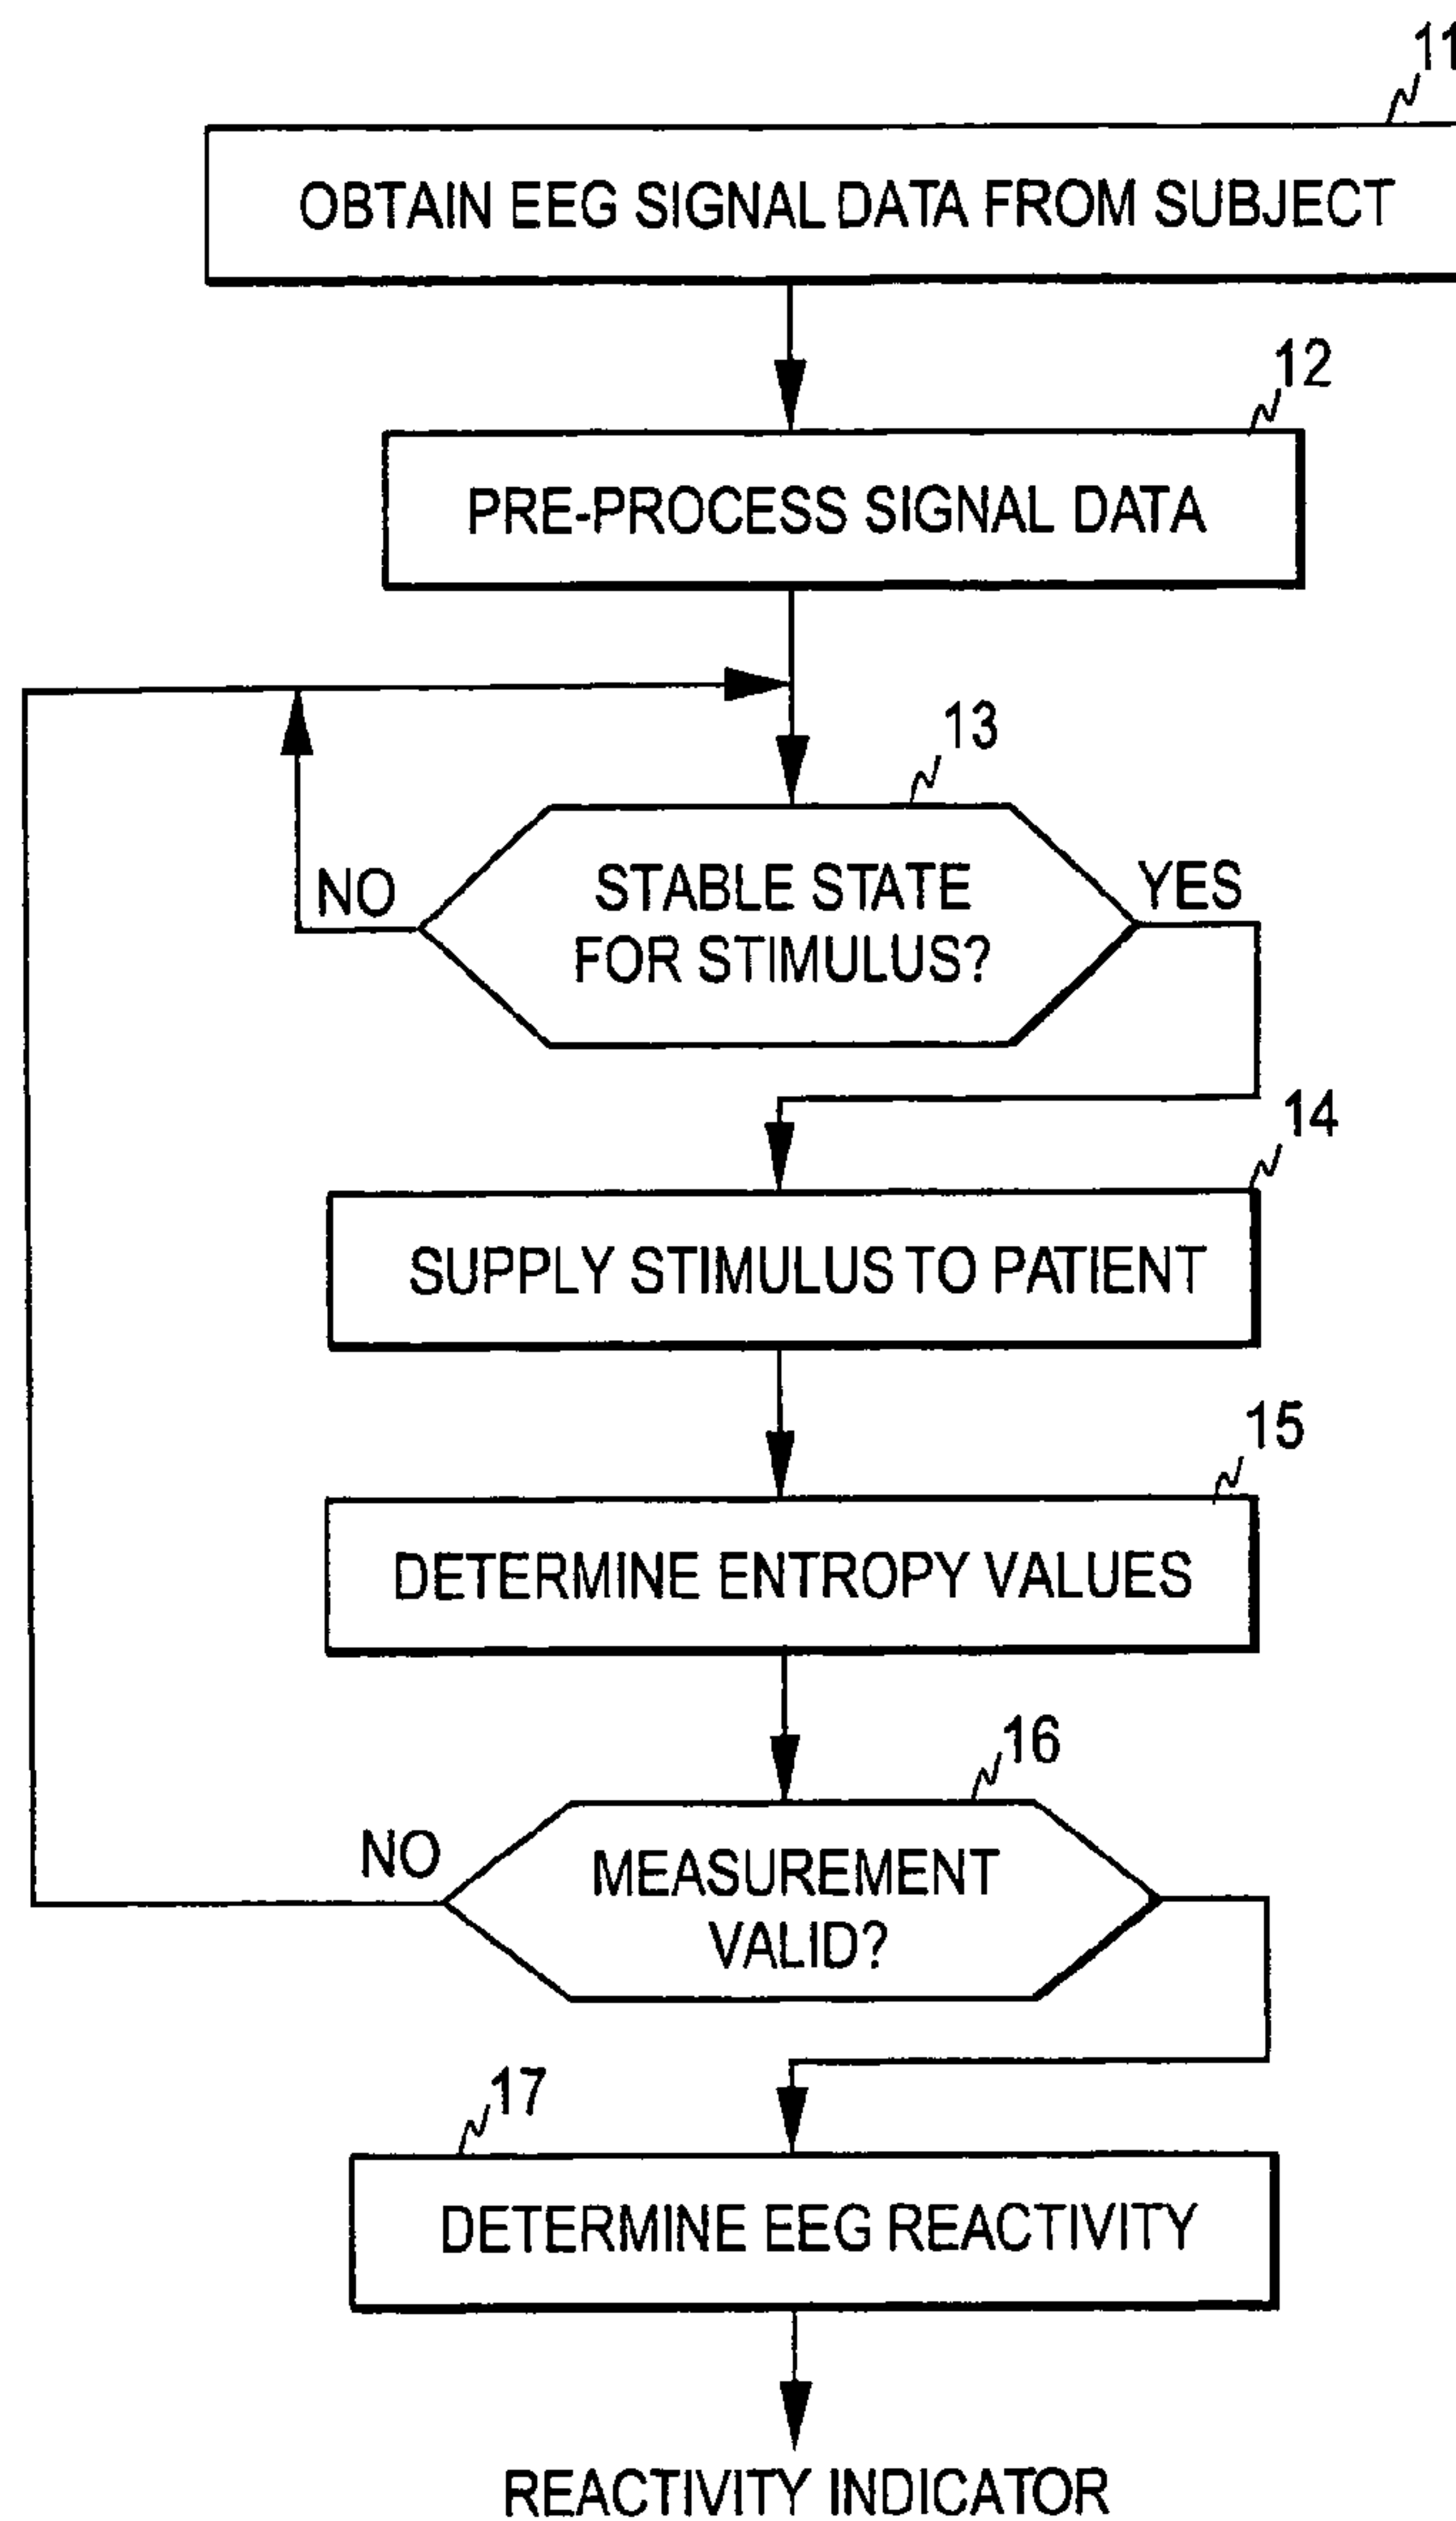 11
OBTAIN EEG SIGNAL DATA FROM SUBJECT
12
PRE-PROCESS SIGNAL DATA
13
STABLE STATE
FOR STIMULUS?
NO
YES
14
SUPPLY STIMULUS TO PATIENT
15
DETERMINE ENTROPY VALUES
16
MEASUREMENT
VALID?
NO
17
DETERMINE EEG REACTIVITY
REACTIVITY INDICATOR